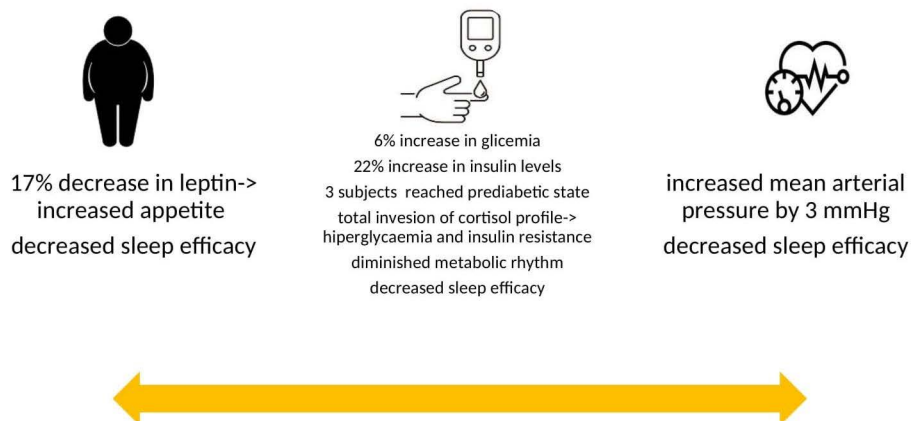 17% decrease in leptin->
increased appetite
decreased sleep efficacy
6% increase in glicemia
22% increase in insulin levels
3 subjects reached prediabetic state
total invesion of cortisol profile->
hiperglycaemia and insulin resistance
diminished metabolic rhythm
decreased sleep efficacy
increased mean arterial
pressure by 3 mmHg
decreased sleep efficacy